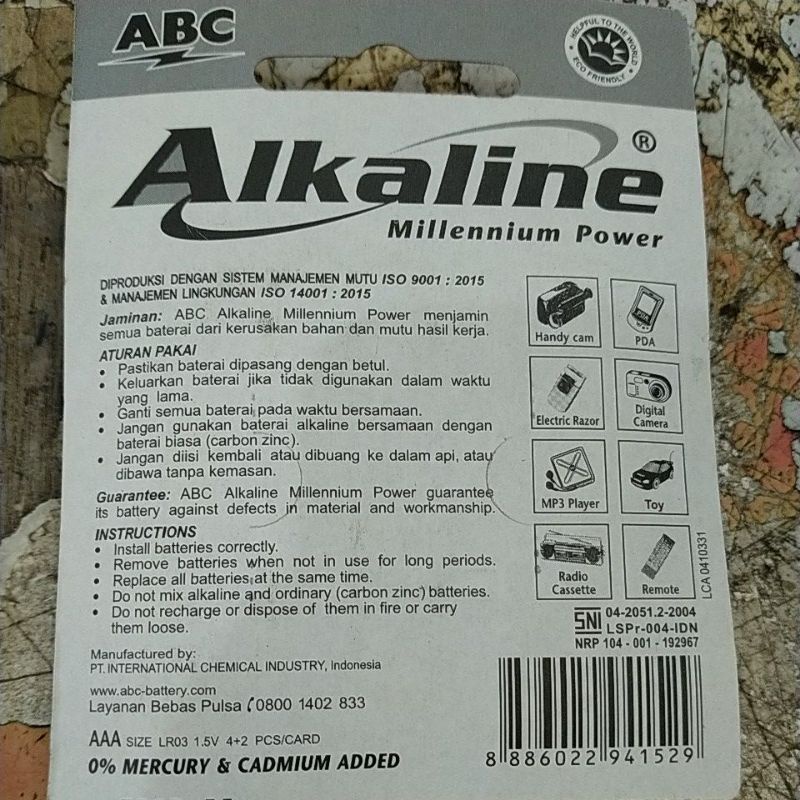 ABC
HELPFUL TO THE WORLD
ECO FRIENDLY
Alkaline®
Millennium Power
DIPRODUKSI DENGAN SISTEM MANAJEMEN MUTU ISO 9001 : 2015
& MANAJEMEN LINGKUNGAN ISO 14001 : 2015
Jaminan: ABC Alkaline Millennium Power menjamin
semua baterai dari kerusakan bahan dan mutu hasil kerja.
ATURAN PAKAI
• Pastikan baterai dipasang dengan betul.
• Keluarkan baterai jika tidak digunakan dalam waktu
yang lama.
• Ganti semua baterai pada waktu bersamaan.
• Jangan gunakan baterai alkaline bersamaan dengan
baterai biasa (carbon zinc).
• Jangan diisi kembali atau dibuang ke dalam api, atau
dibawa tanpa kemasan.
Guarantee: ABC Alkaline Millennium Power guarantee
its battery against defects in material and workmanship.
INSTRUCTIONS
• Install batteries correctly.
• Remove batteries when not in use for long periods.
• Replace all batteries at the same time.
• Do not mix alkaline and ordinary (carbon zinc) batteries.
• Do not recharge or dispose of them in fire or carry
them loose.
Manufactured by:
PT. INTERNATIONAL CHEMICAL INDUSTRY, Indonesia
www.abc-battery.com
Layanan Bebas Pulsa 0800 1402 833
AAA SIZE LR03 1.5V 4+2 PCS/CARD
0% MERCURY & CADMIUM ADDED
Handy cam
PDA
Electric Razor
Digital
Camera
MP3 Player
Toy
Radio
Cassette
Remote
LCA 0410331
SNI 04-2051.2-2004
LSPr-004-IDN
NRP 104 - 001 - 192967
8 886022 941529